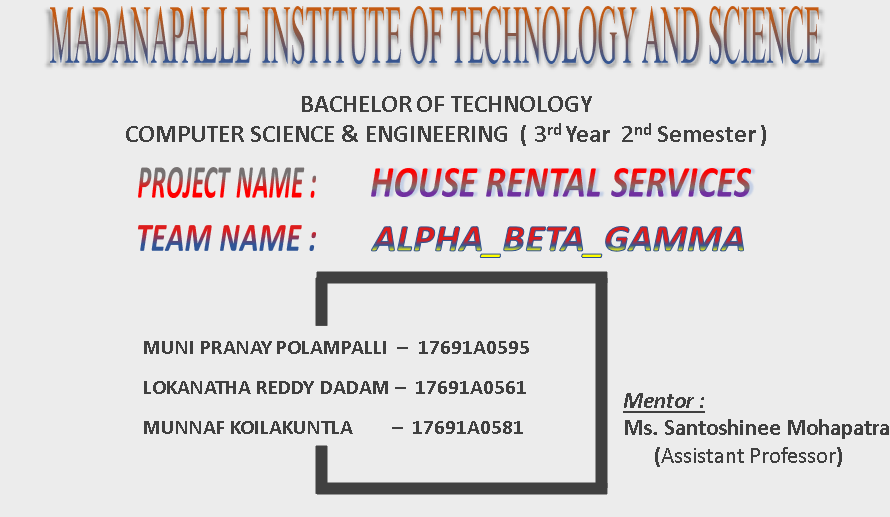 MADANAPALLE INSTITUTE OF TECHNOLOGY AND SCIENCE
BACHELOR OF TECHNOLOGY
COMPUTER SCIENCE & ENGINEERING ( 3rd Year 2nd Semester )
PROJECT NAME : HOUSE RENTAL SERVICES
TEAM NAME : ALPHA_BETA_GAMMA
MUNI PRANAY POLAMPALLI – 17691A0595
LOKANATHA REDDY DADAM – 17691A0561
MUNNAF KOILAKUNTLA – 17691A0581
Mentor :
Ms. Santoshinee Mohapatra
(Assistant Professor)